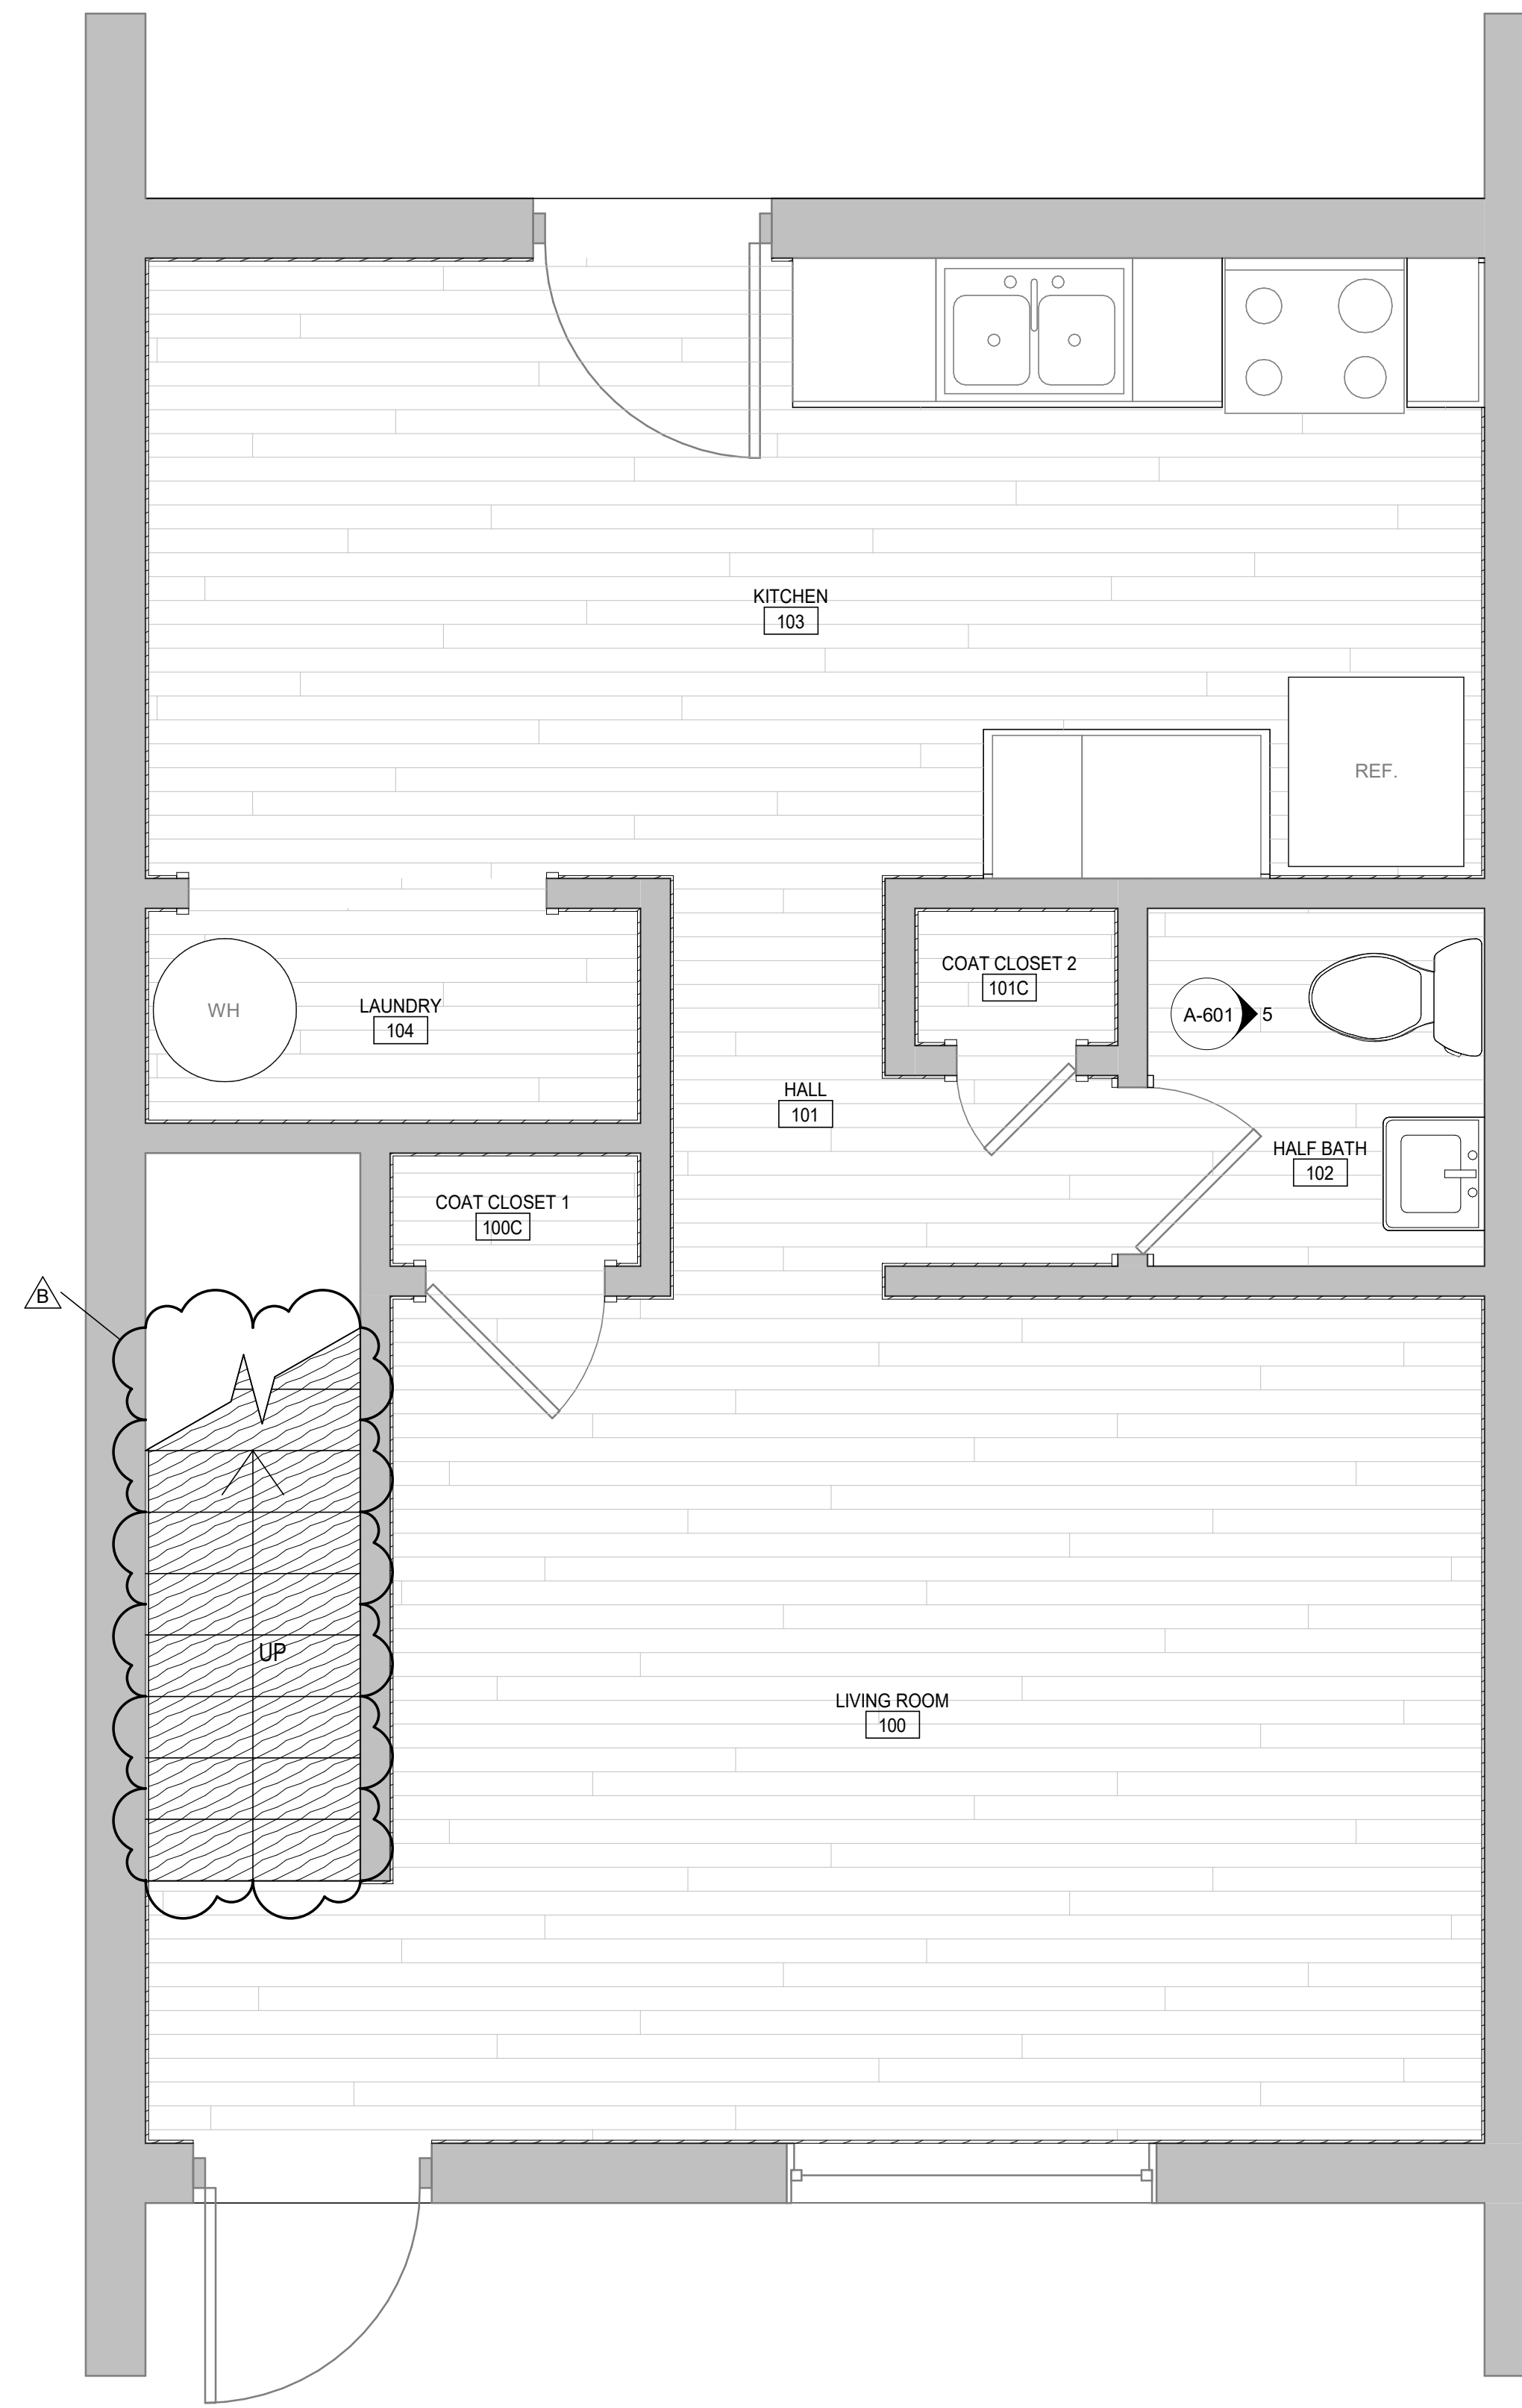 KITCHEN
103
REF.
COAT CLOSET 2
101C
WH
LAUNDRY
104
A-601
5
HALL
101
HALF BATH
102
COAT CLOSET 1
100C
B
UP
LIVING ROOM
100